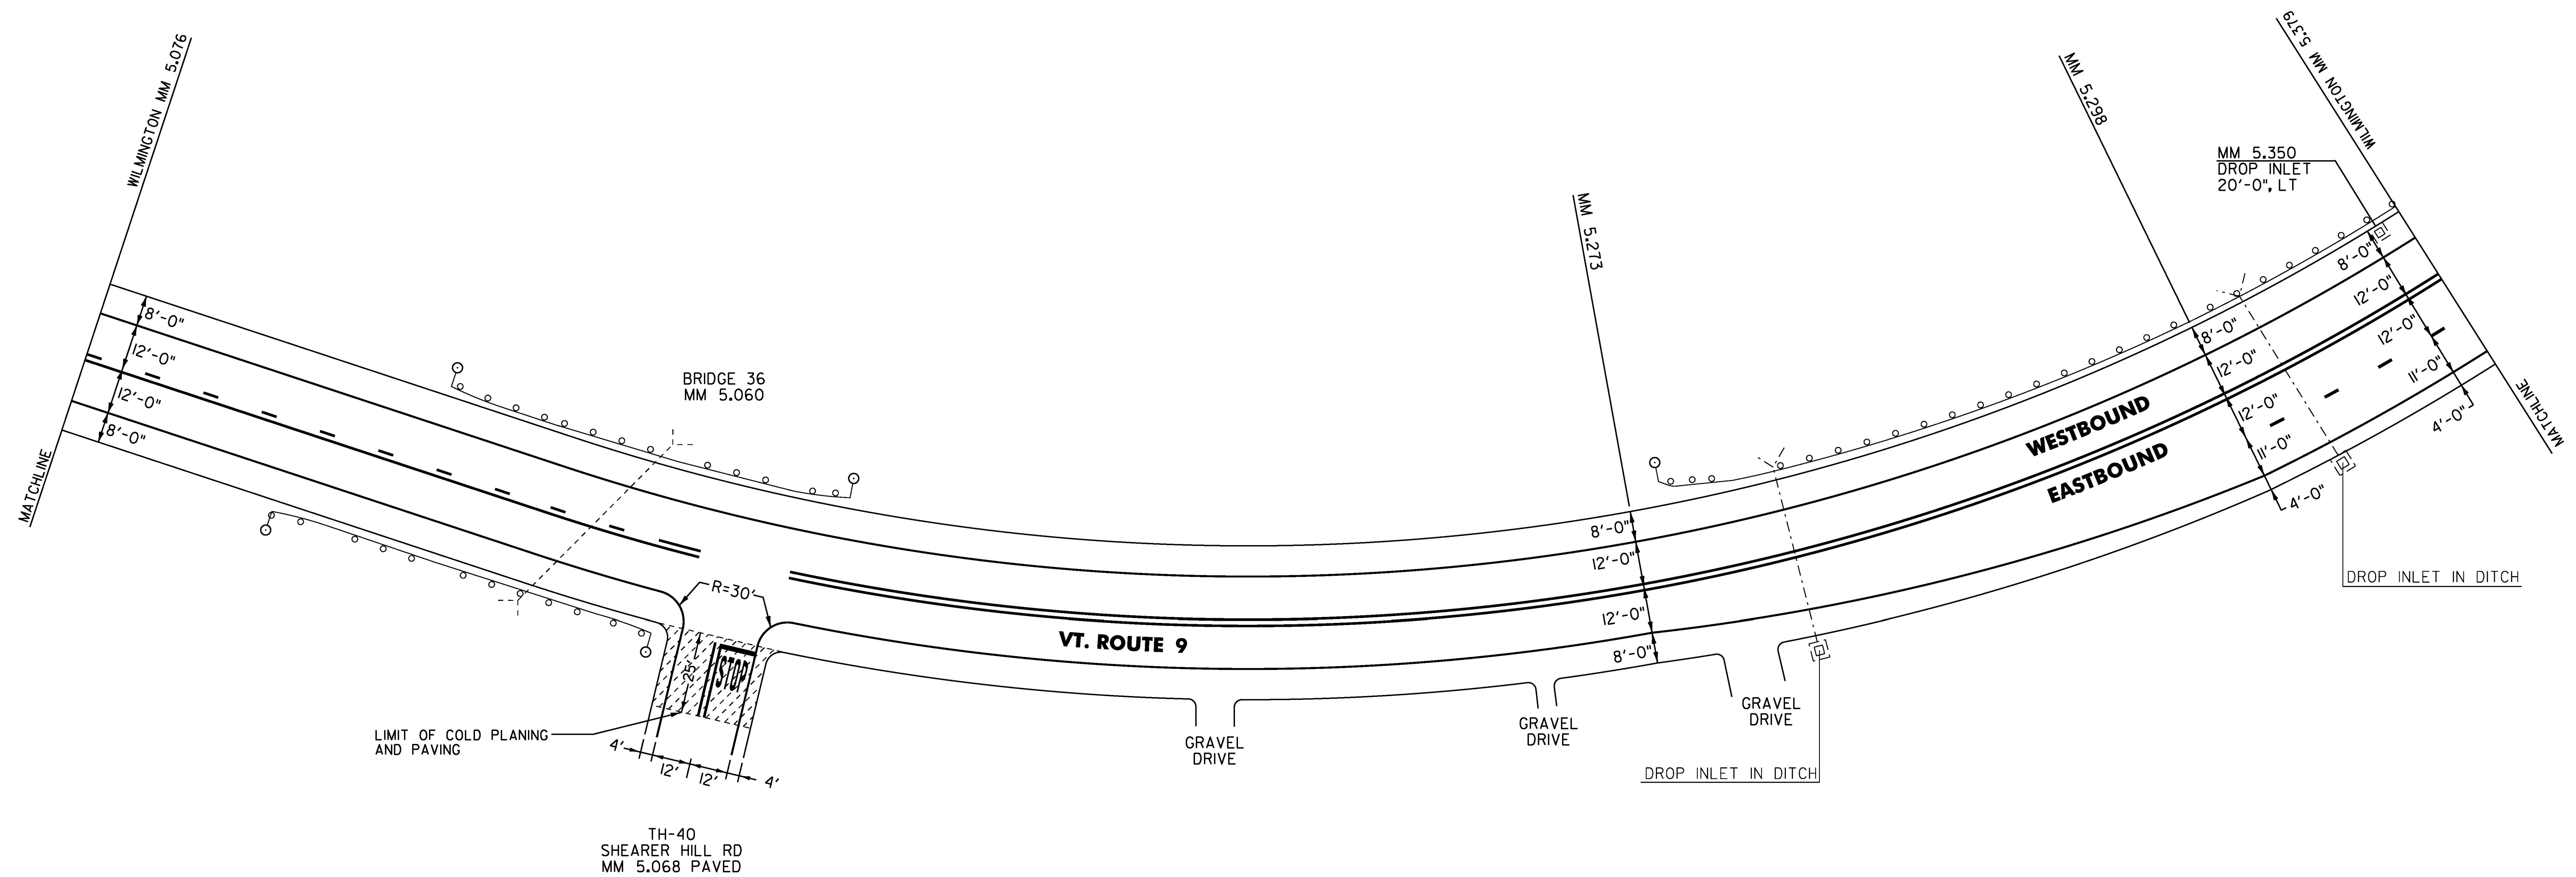 WILMINGTON MM 5.076
MATCHLINE
8'-0"
12'-0"
12'-0"
8'-0"
BRIDGE 36
MM 5.060
R=30'
25'
STOP
LIMIT OF COLD PLANING
AND PAVING
4'
12'
12'
4'
TH-40
SHEARER HILL RD
MM 5.068 PAVED
VT. ROUTE 9
GRAVEL
DRIVE
GRAVEL
DRIVE
GRAVEL
DRIVE
MM 5.273
8'-0"
12'-0"
12'-0"
8'-0"
DROP INLET IN DITCH
WESTBOUND
EASTBOUND
MM 5.298
8'-0"
12'-0"
12'-0"
11'-0"
4'-0"
MM 5.350
DROP INLET
20'-0", LT
8'-0"
12'-0"
12'-0"
11'-0"
4'-0"
DROP INLET IN DITCH
WILMINGTON MM 5.379
MATCHLINE